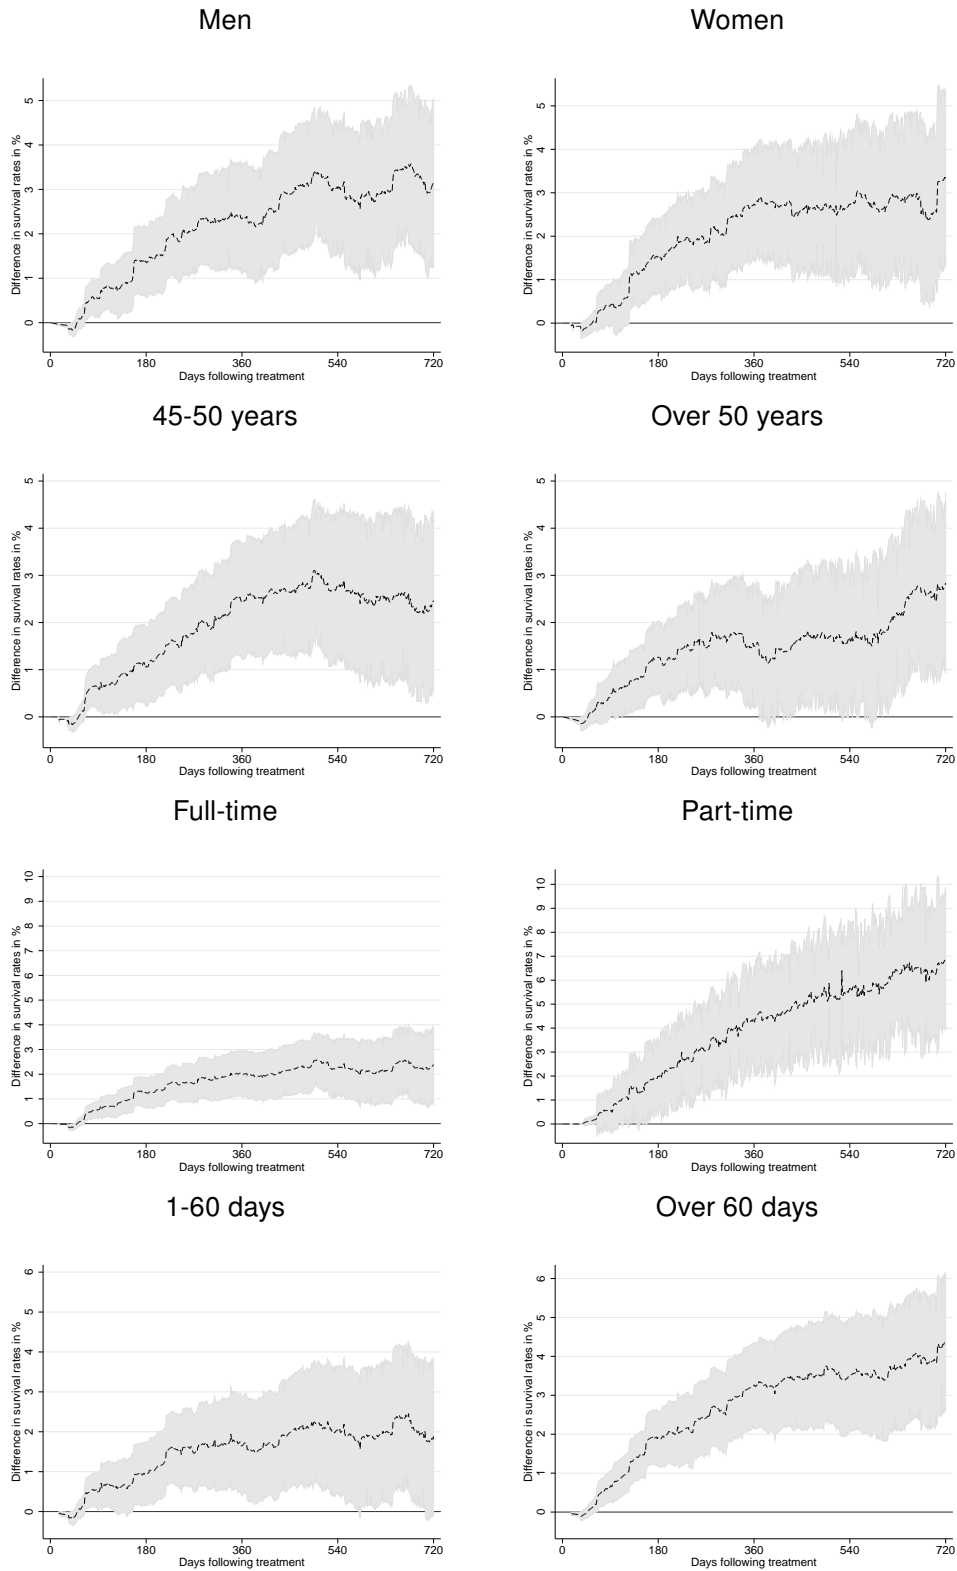 Men
Women
Difference in survival rates in %
0 1 2 3 4 5
0 180 360 540 720
Days following treatment
Difference in survival rates in %
0 1 2 3 4 5
0 180 360 540 720
Days following treatment
45-50 years
Over 50 years
Difference in survival rates in %
0 1 2 3 4 5
0 180 360 540 720
Days following treatment
Difference in survival rates in %
0 1 2 3 4 5
0 180 360 540 720
Days following treatment
Full-time
Part-time
Difference in survival rates in %
0 1 2 3 4 5 6 7 8 9 10
0 180 360 540 720
Days following treatment
Difference in survival rates in %
0 1 2 3 4 5 6 7 8 9 10
0 180 360 540 720
Days following treatment
1-60 days
Over 60 days
Difference in survival rates in %
0 1 2 3 4 5 6
0 180 360 540 720
Days following treatment
Difference in survival rates in %
0 1 2 3 4 5 6
0 180 360 540 720
Days following treatment